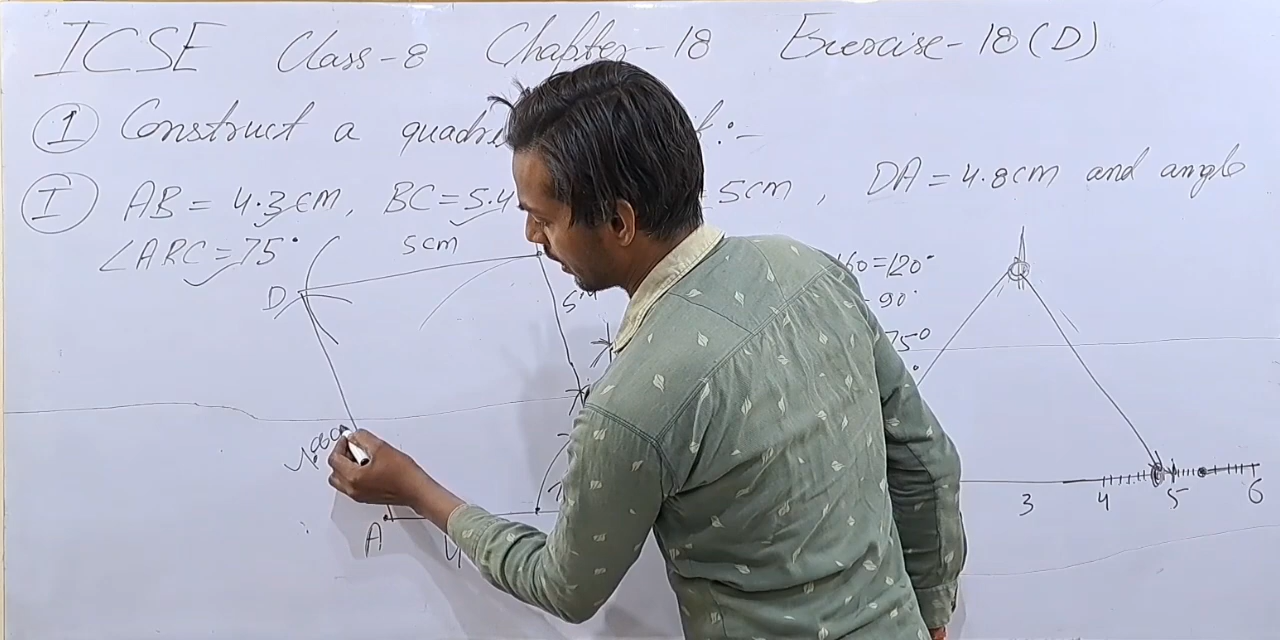 ICSE Class-8 Chapter-18 Exercise-18(D)
① Construct a
I AB = 4.3cm, BC=5.4 =5cm, DA=4.8cm and angle
∠ABC=75°
5cm
60=120°
90°
75°
D
A
3 4 5 6